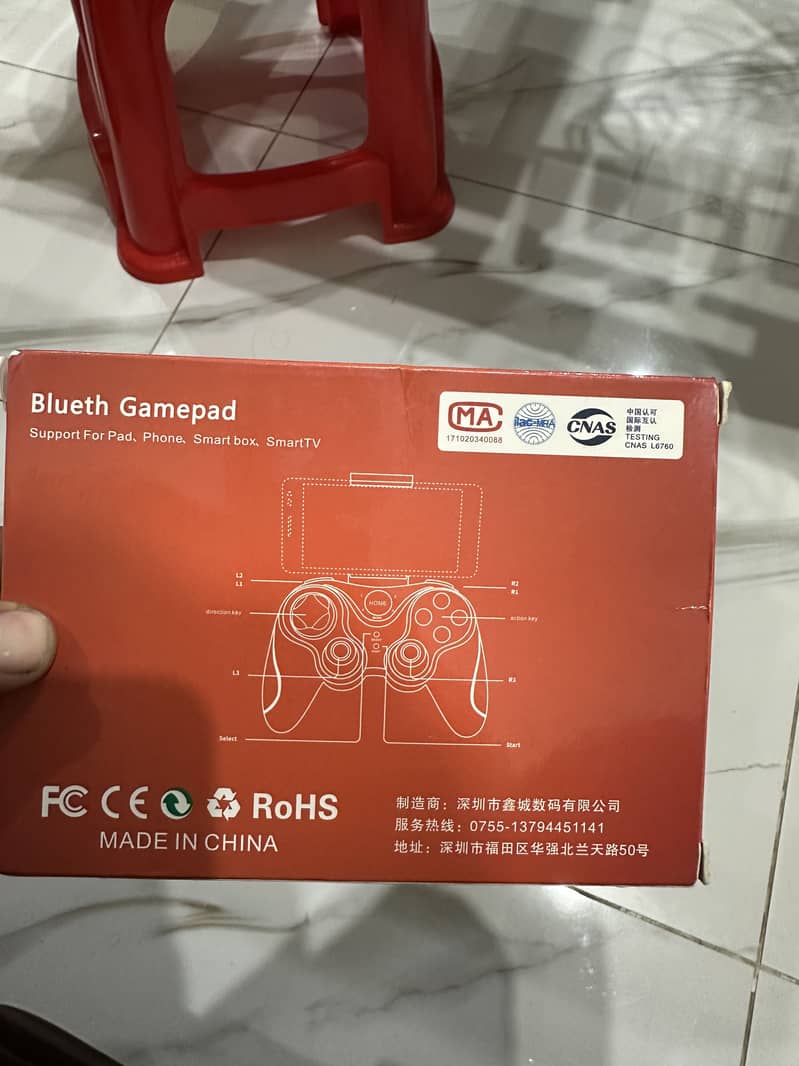 Blueth Gamepad
Support For Pad、Phone、Smart box、SmartTV
CMA
171020340088
ilac-MRA
CNAS
中国认可
国际互认
检测
TESTING
CNAS L6760
L2
L1
R2
R1
HOME
direction key
action key
L3
R3
Select
Start
FC CE RoHS
MADE IN CHINA
制造商：深圳市鑫城数码有限公司
服务热线：0755-13794451141
地址：深圳市福田区华强北兰天路50号